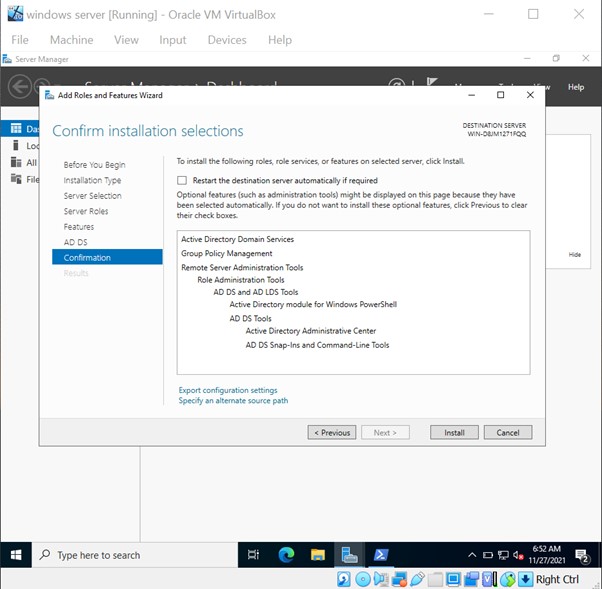 windows server [Running] - Oracle VM VirtualBox
File Machine View Input Devices Help
Server Manager
Help
Add Roles and Features Wizard
Confirm installation selections
DESTINATION SERVER
Before You Begin
Installation Type
Server Selection
Server Roles
Features
AD DS
Confirmation
Results
To install the following roles, role services, or features on selected server, click Install.
Restart the destination server automatically if required
Optional features (such as administration tools) might be displayed on this page because they have
been selected automatically. If you do not want to install these optional features, click Previous to clear
their check boxes.
Active Directory Domain Services
Group Policy Management
Remote Server Administration Tools
Role Administration Tools
AD DS and AD LDS Tools
Active Directory module for Windows PowerShell
AD DS Tools
Active Directory Administrative Center
AD DS Snap-Ins and Command-Line Tools
Export configuration settings
Specify an alternate source path
< Previous Next > Install Cancel
Hide
Type here to search
6:52 AM
11/27/2021
2
Right Ctrl